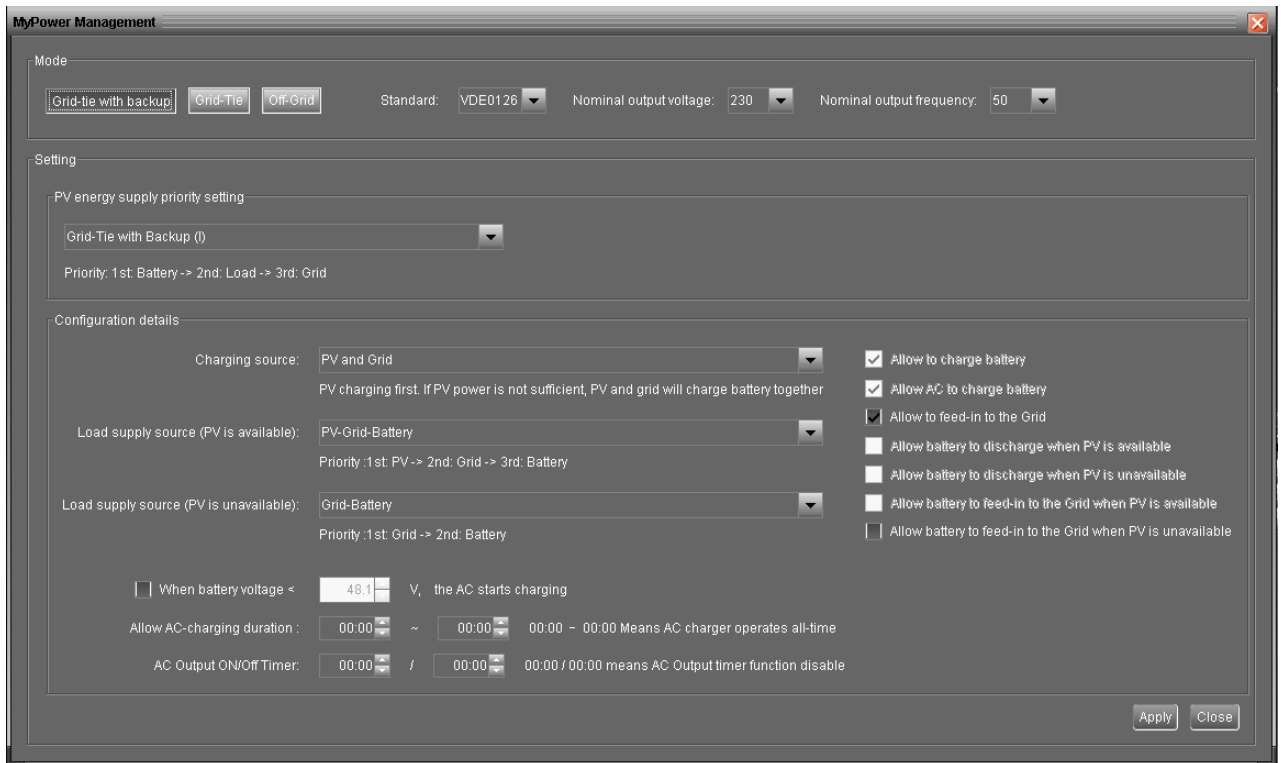 MyPower Management
Mode
Grid-tie with backup Grid-Tie Off-Grid Standard: VDE0126 Nominal output voltage: 230 Nominal output frequency: 50
Setting
PV energy supply priority setting
Grid-Tie with Backup (I)
Priority: 1st: Battery -> 2nd: Load -> 3rd: Grid
Configuration details
Charging source: PV and Grid
PV charging first. If PV power is not sufficient, PV and grid will charge battery together
Load supply source (PV is available): PV-Grid-Battery
Priority :1st: PV -> 2nd: Grid -> 3rd: Battery
Load supply source (PV is unavailable): Grid-Battery
Priority :1st: Grid -> 2nd: Battery
Allow to charge battery
Allow AC to charge battery
Allow to feed-in to the Grid
Allow battery to discharge when PV is available
Allow battery to discharge when PV is unavailable
Allow battery to feed-in to the Grid when PV is available
Allow battery to feed-in to the Grid when PV is unavailable
When battery voltage < 48.1 V, the AC starts charging
Allow AC-charging duration : 00:00 ~ 00:00 00:00 – 00:00 Means AC charger operates all-time
AC Output ON/Off Timer: 00:00 / 00:00 00:00 / 00:00 means AC Output timer function disable
Apply Close